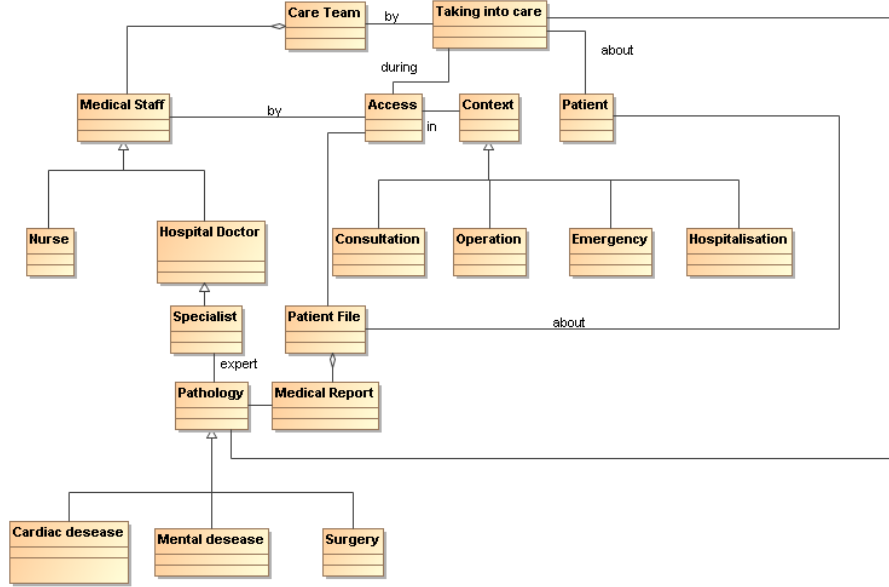 Care Team
by
Taking into care
about
during
Medical Staff
by
Access
in
Context
Patient
Nurse
Hospital Doctor
Consultation
Operation
Emergency
Hospitalisation
Specialist
Patient File
about
expert
Pathology
Medical Report
Cardiac desease
Mental desease
Surgery